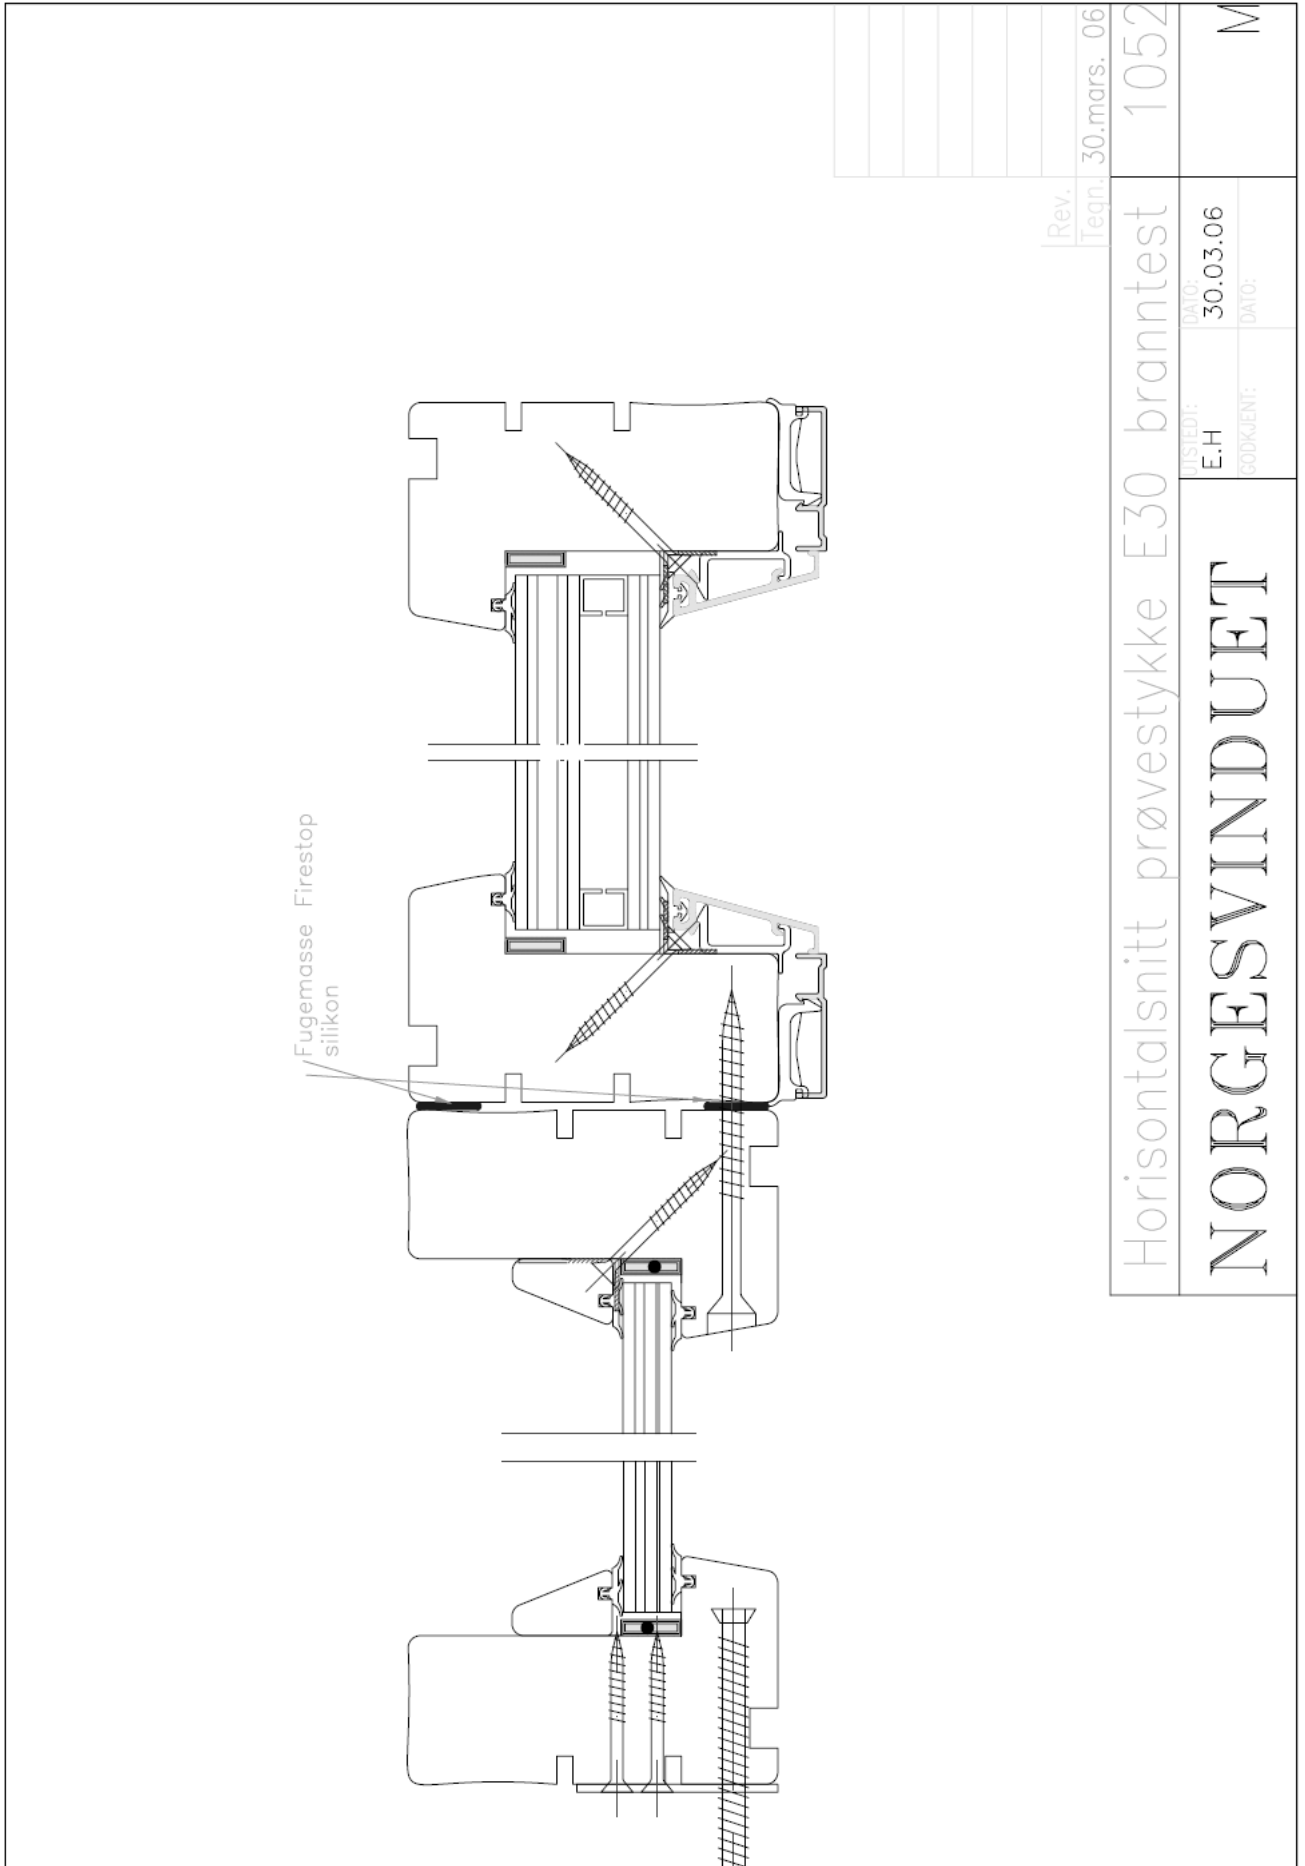 Fugemasse Firestop
silikon
Rev.
Tegn. 30.mars. 06
Horisontalsnitt prøvestykke E30 branntest 1052
UTSTEDT:
E.H
DATO:
30.03.06
GODKJENT:
DATO:
M
NORGESVINDUET